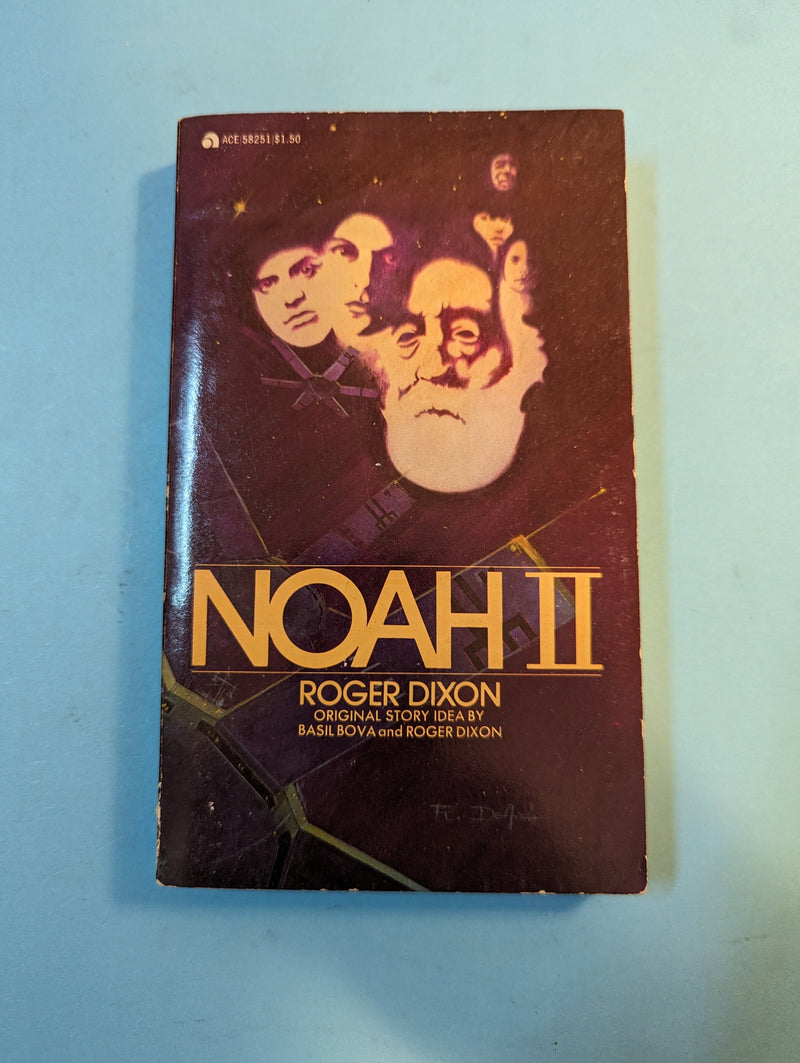 ACE 58251 $1.50
NOAH II
ROGER DIXON
ORIGINAL STORY IDEA BY
BASIL BOVA and ROGER DIXON